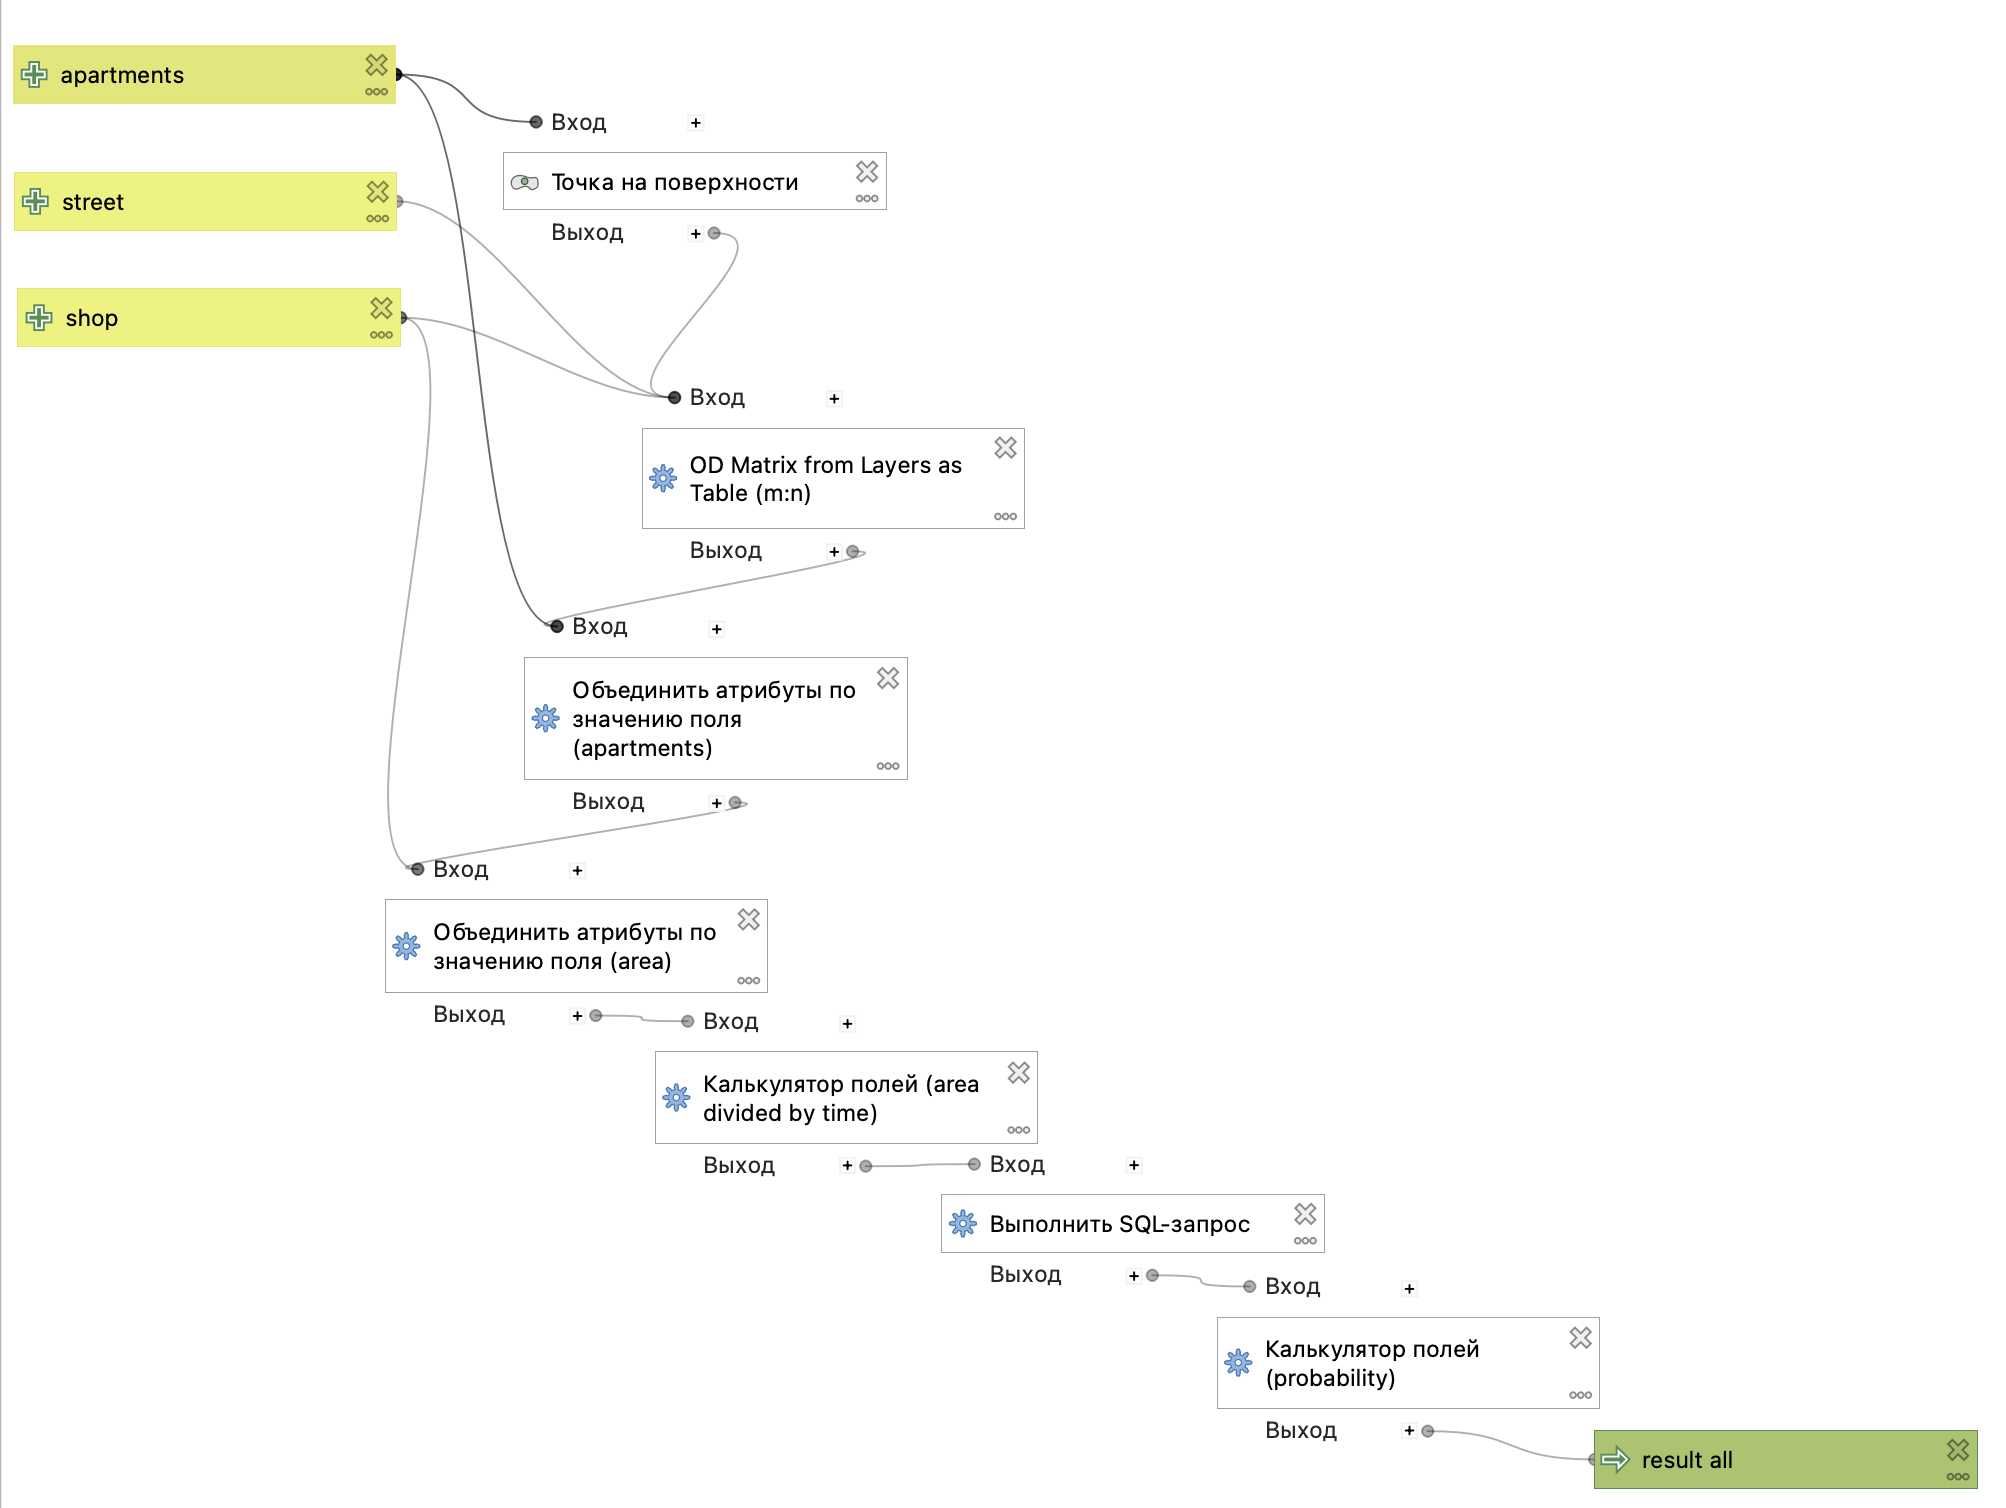 apartments
Вход
Точка на поверхности
street
Выход
shop
Вход
OD Matrix from Layers as
Table (m:n)
Выход
Вход
Объединить атрибуты по
значению поля
(apartments)
Выход
Вход
Объединить атрибуты по
значению поля (area)
Выход
Вход
Калькулятор полей (area
divided by time)
Выход
Вход
Выполнить SQL-запрос
Выход
Вход
Калькулятор полей
(probability)
Выход
result all